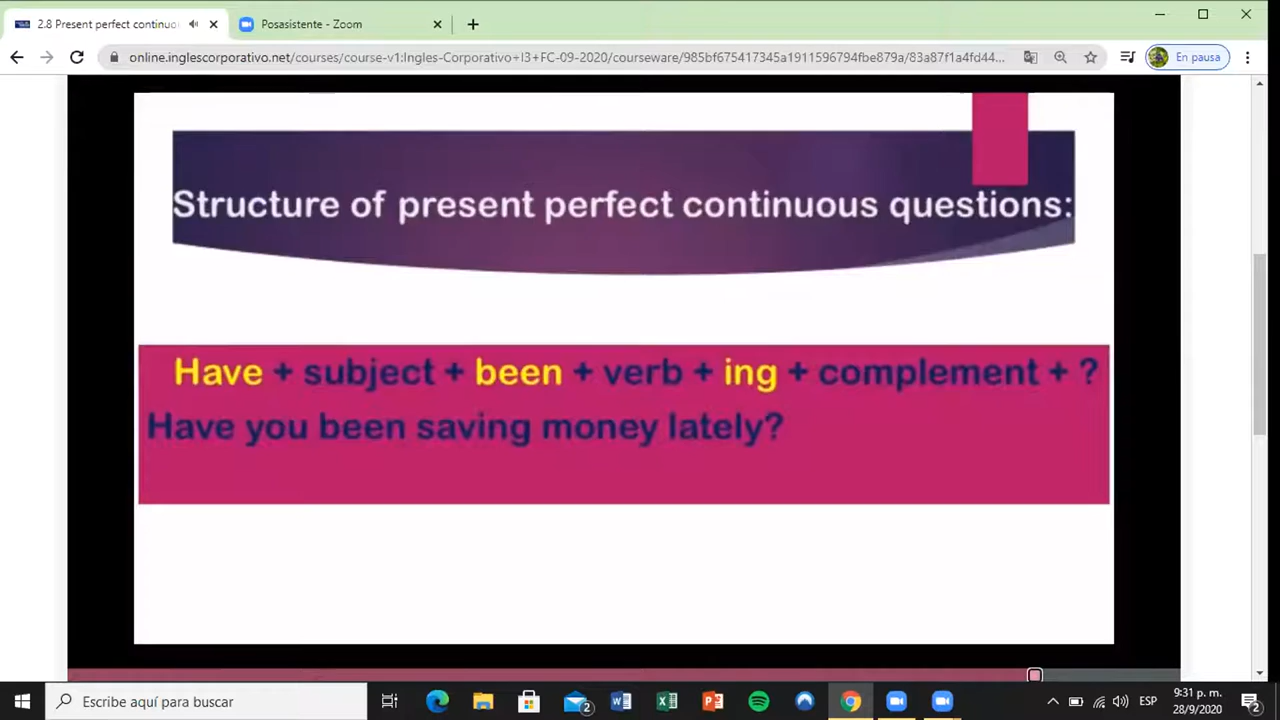 2.8 Present perfect continuo
Posasistente - Zoom
online.inglescorporativo.net/courses/course-v1:Ingles-Corporativo+I3+FC-09-2020/courseware/985bf675417345a1911596794fbe879a/83a87f1a4fd44...
En pausa
Structure of present perfect continuous questions:
Have + subject + been + verb + ing + complement + ?
Have you been saving money lately?
Escribe aquí para buscar
2
ESP
9:31 p. m.
28/9/2020
2